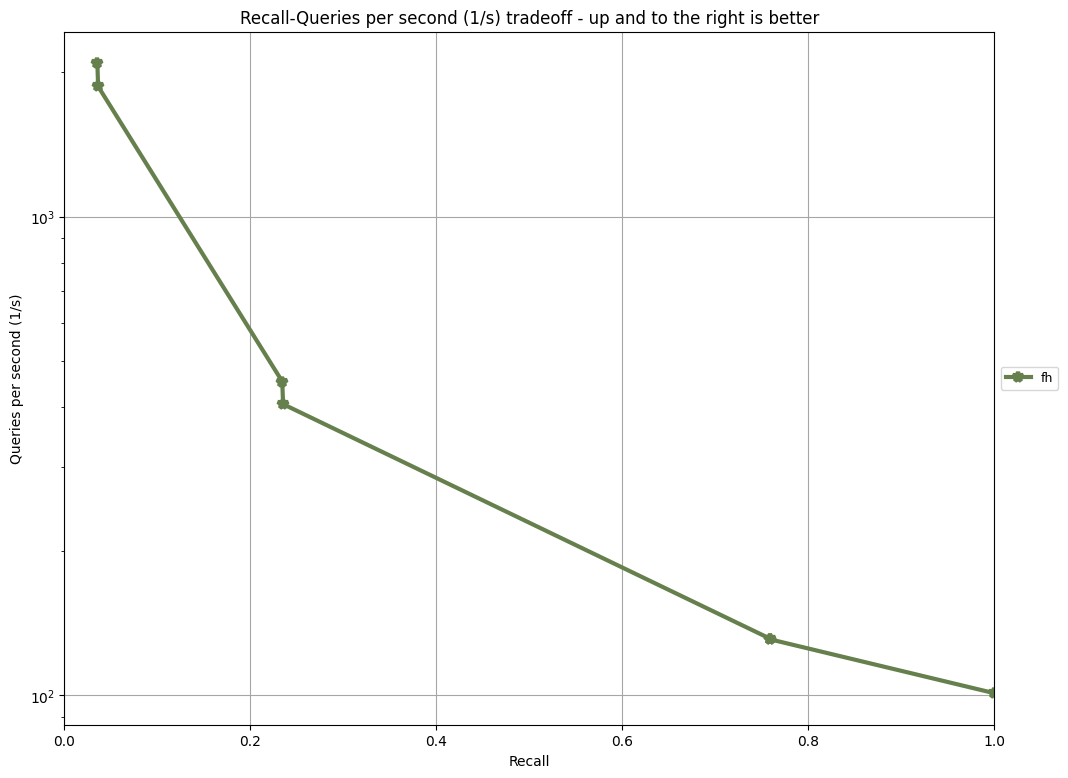 Recall-Queries per second (1/s) tradeoff - up and to the right is better
Queries per second (1/s)
10³
10²
0.0 0.2 0.4 0.6 0.8 1.0
Recall
fh